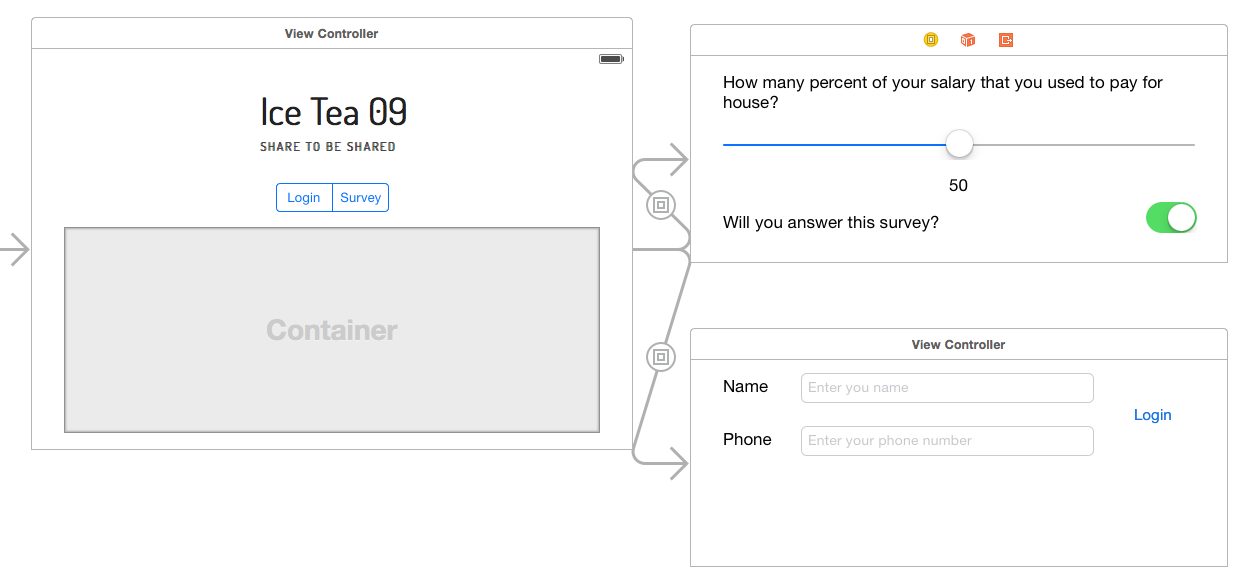 View Controller
Ice Tea 09
SHARE TO BE SHARED
Login
Survey
Container
How many percent of your salary that you used to pay for
house?
50
Will you answer this survey?
View Controller
Name
Enter you name
Login
Phone
Enter your phone number